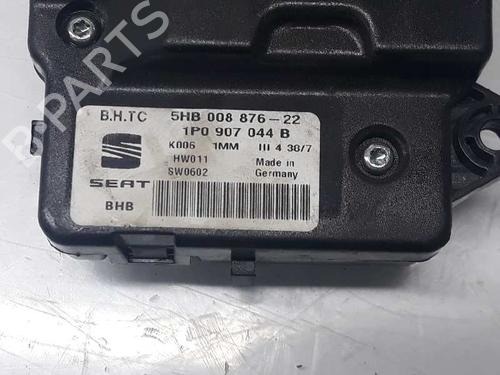 B-PARTS
B.H.TC 5HB 008 876-22
1P0 907 044 B
K006 1MM III 4 38/7
HW011 Made in
SW0602 Germany
SEAT
BHB